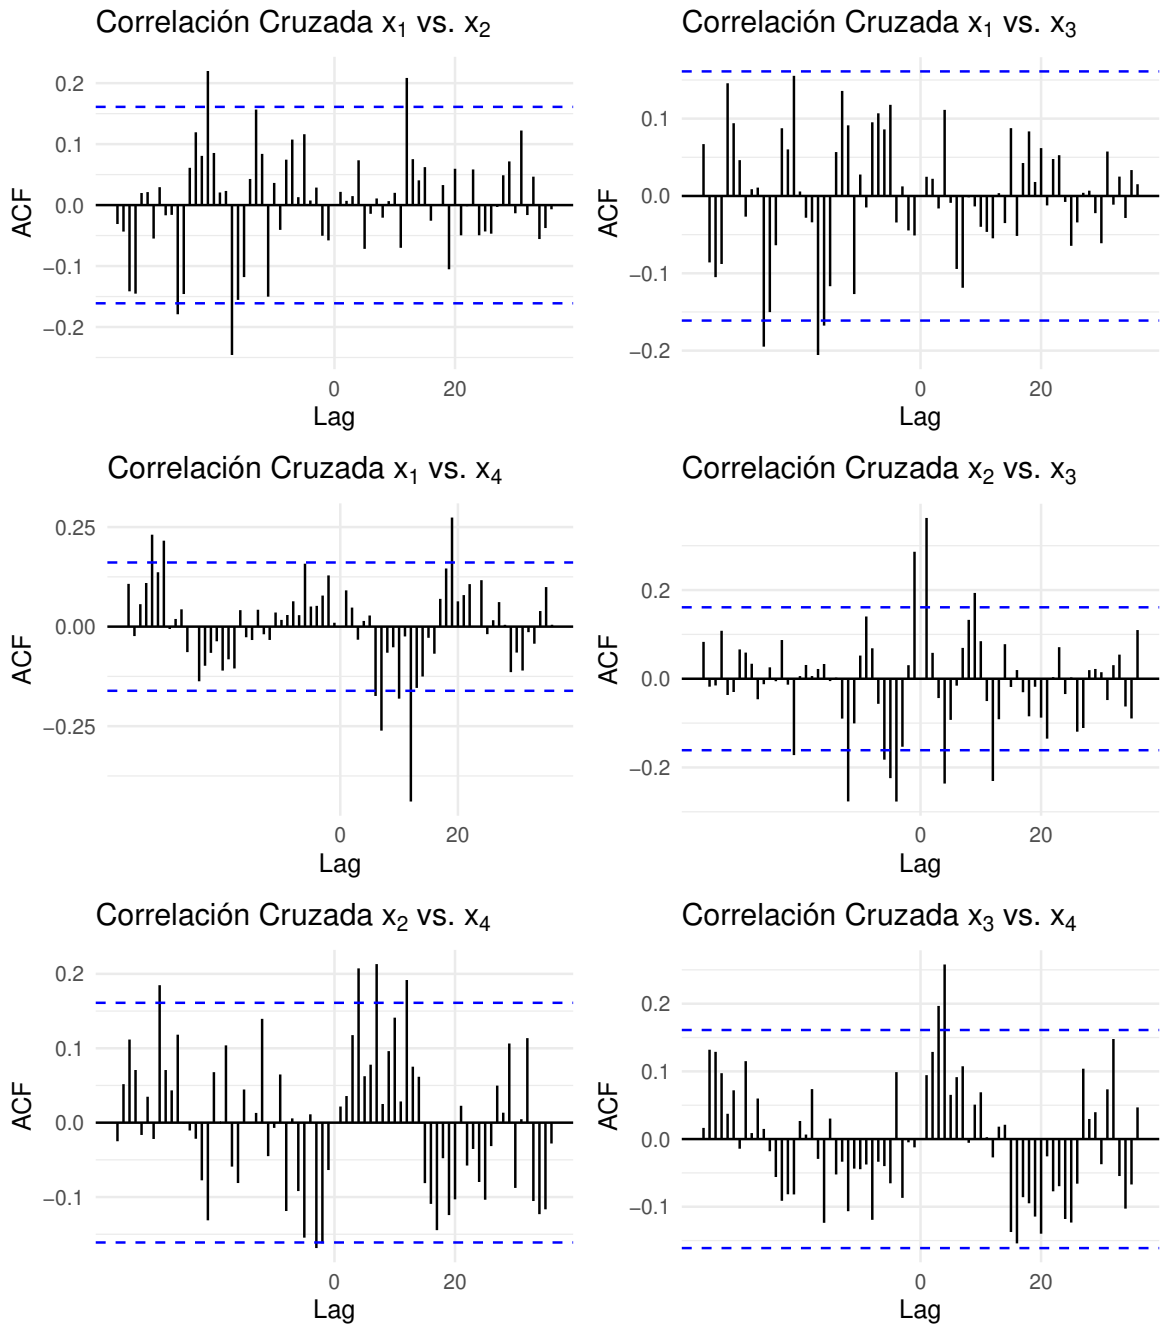 Correlación Cruzada x₁ vs. x₂
ACF
0.2
0.1
0.0
−0.1
−0.2
0 20
Lag
Correlación Cruzada x₁ vs. x₃
ACF
0.1
0.0
−0.1
−0.2
0 20
Lag
Correlación Cruzada x₁ vs. x₄
ACF
0.25
0.00
−0.25
0 20
Lag
Correlación Cruzada x₂ vs. x₃
ACF
0.2
0.0
−0.2
0 20
Lag
Correlación Cruzada x₂ vs. x₄
ACF
0.2
0.1
0.0
−0.1
0 20
Lag
Correlación Cruzada x₃ vs. x₄
ACF
0.2
0.1
0.0
−0.1
0 20
Lag